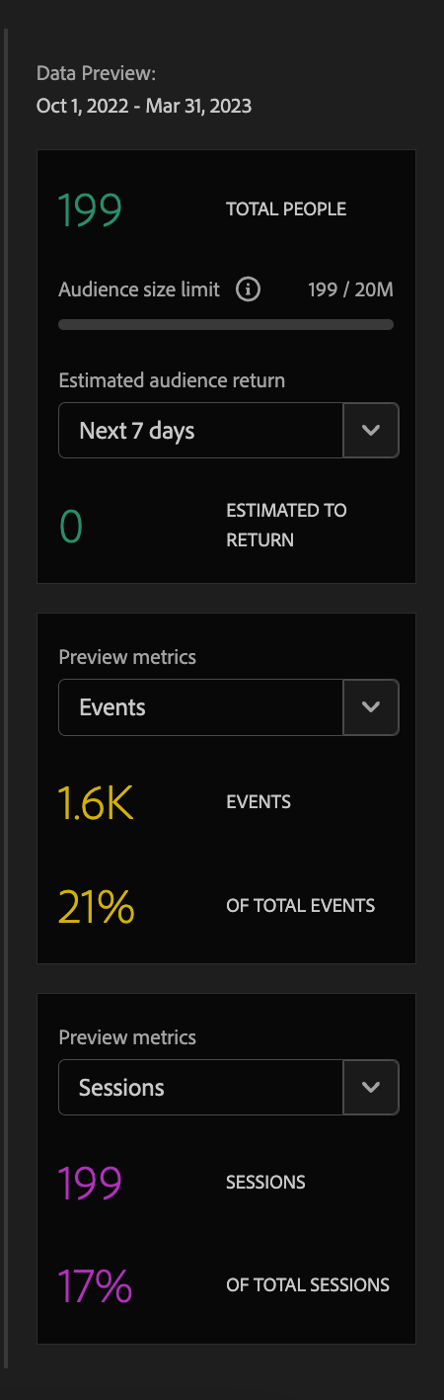 Data Preview:
Oct 1, 2022 - Mar 31, 2023
199 TOTAL PEOPLE
Audience size limit 199 / 20M
Estimated audience return
Next 7 days
0 ESTIMATED TO
RETURN
Preview metrics
Events
1.6K EVENTS
21% OF TOTAL EVENTS
Preview metrics
Sessions
199 SESSIONS
17% OF TOTAL SESSIONS